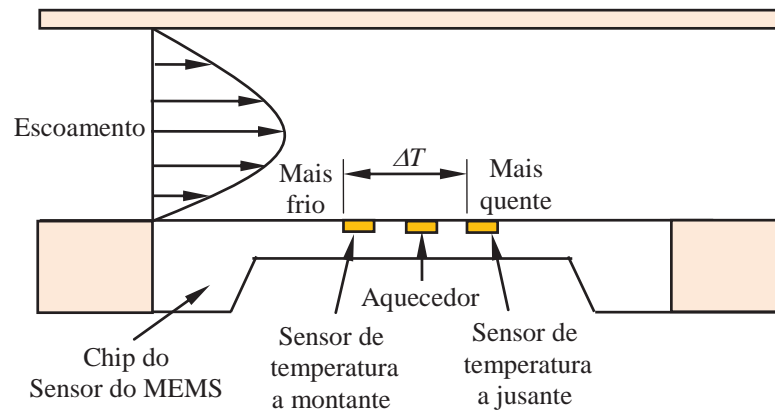 Escoamento
Mais
frio
ΔT
Mais
quente
Aquecedor
Chip do
Sensor do MEMS
Sensor de
temperatura
a montante
Sensor de
temperatura
a jusante